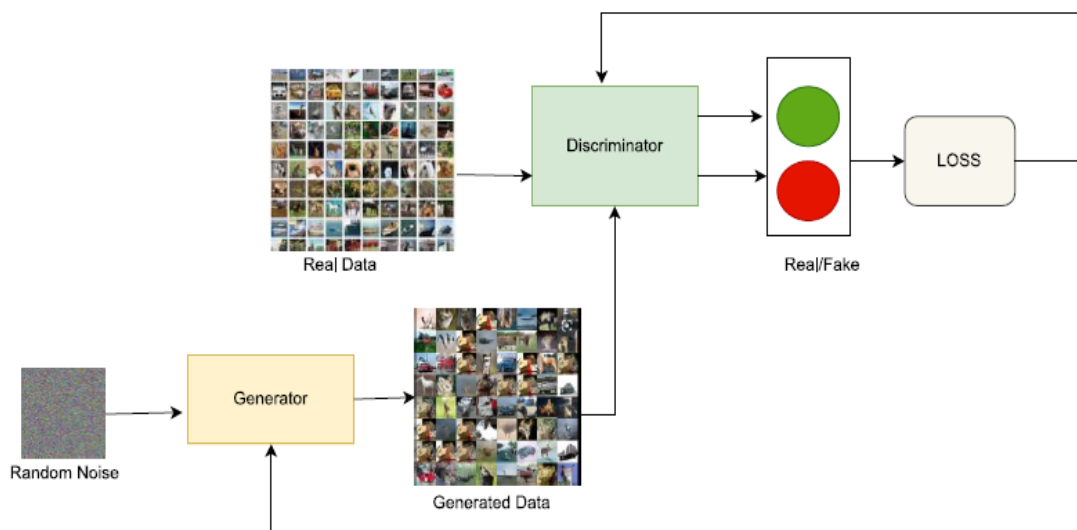 Discriminator
LOSS
Real Data
Real/Fake
Generator
Random Noise
Generated Data